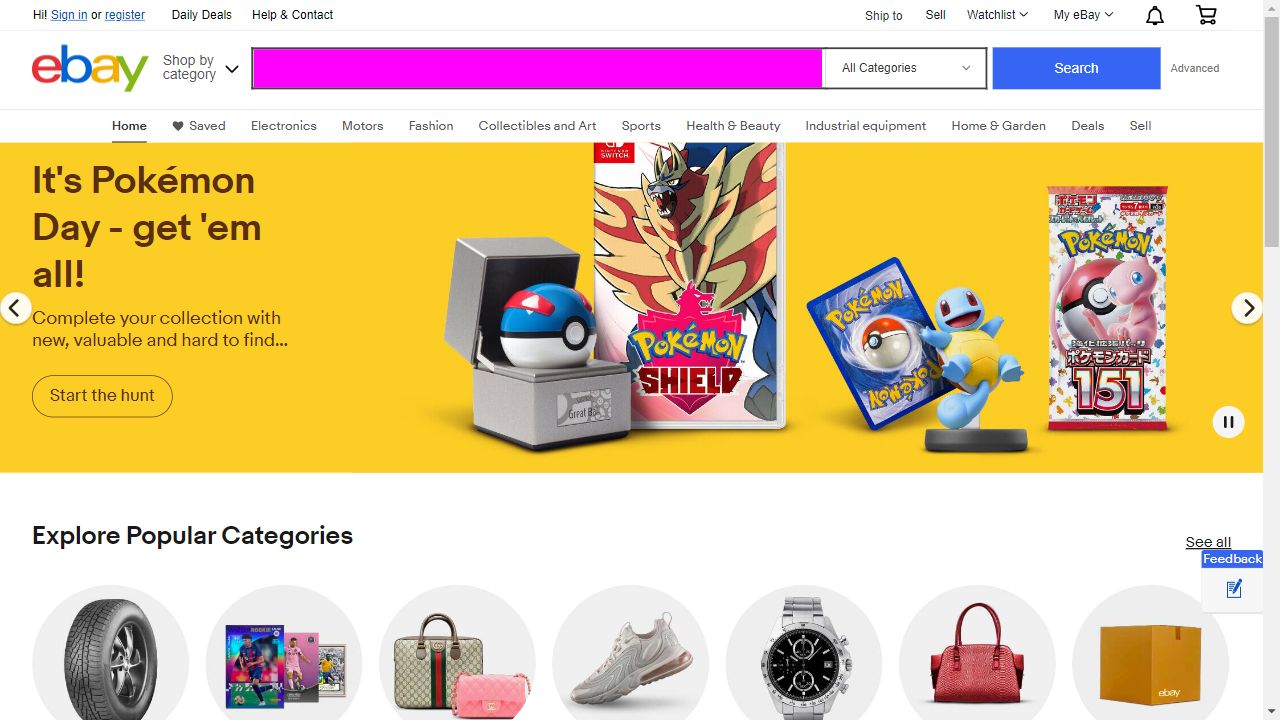 Hi! Sign in or register
Daily Deals
Help & Contact
Ship to
Sell
Watchlist
My eBay
ebay
Shop by category
All Categories
Search
Advanced
Home
Saved
Electronics
Motors
Fashion
Collectibles and Art
Sports
Health & Beauty
Industrial equipment
Home & Garden
Deals
Sell
It's Pokémon
Day - get 'em
all!
Complete your collection with
new, valuable and hard to find...
Start the hunt
NINTENDO
SWITCH
POKÉMON
SHIELD
Great Ba
POKÉMON
POKÉMON
POKÉMON
ポケモンカード
151
Explore Popular Categories
See all
Feedback
ROOKIE
ebay